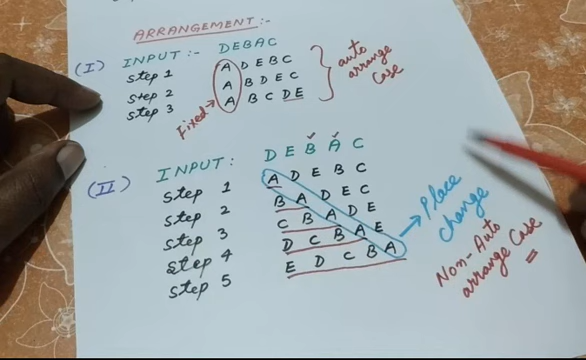 ARRANGEMENT:-
(I) INPUT:- DEBAC
Step 1 A D E B C
Step 2 A B D E C
Step 3 A B C D E
Fixed
auto arrange Case
(II) INPUT: D E B A C
Step 1 A D E B C
Step 2 B A D E C
Step 3 C B A D E
Step 4 D C B A E
Step 5 E D C B A
Place change
Non-Auto arrange Case